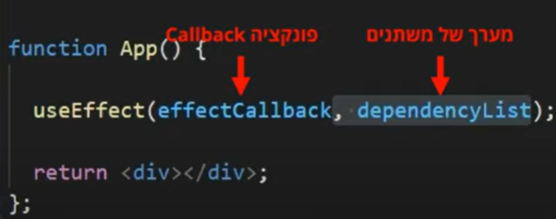 פונקציה Callback
מערך של משתנים
function App() {
useEffect(effectCallback, dependencyList);
return <div></div>;
};